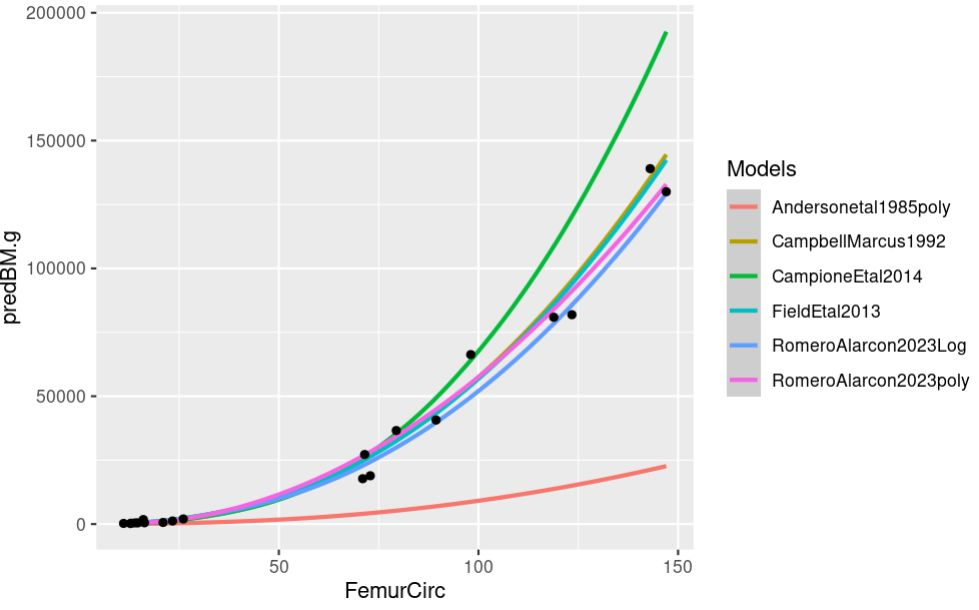 200000
150000
100000
50000
0
predBM.g
50
100
150
FemurCirc
Models
Andersonetal1985poly
CampbellMarcus1992
CampioneEtal2014
FieldEtal2013
RomeroAlarcon2023Log
RomeroAlarcon2023poly